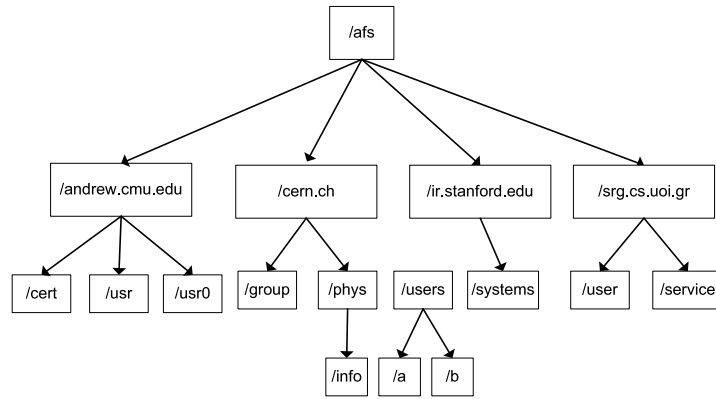 /afs
/andrew.cmu.edu
/cern.ch
/ir.stanford.edu
/srg.cs.uoi.gr
/cert
/usr
/usr0
/group
/phys
/users
/systems
/user
/service
/info
/a
/b